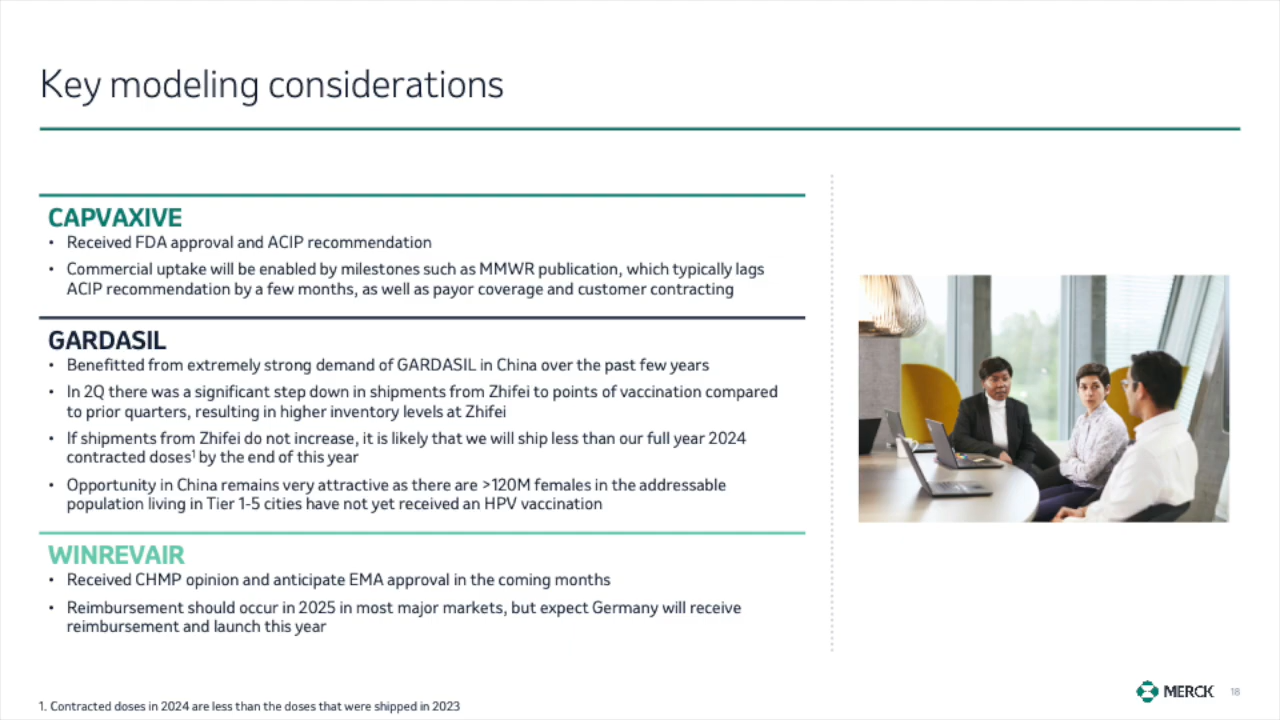 Key modeling considerations
CAPVAXIVE
• Received FDA approval and ACIP recommendation
• Commercial uptake will be enabled by milestones such as MMWR publication, which typically lags
ACIP recommendation by a few months, as well as payor coverage and customer contracting
GARDASIL
• Benefitted from extremely strong demand of GARDASIL in China over the past few years
• In 2Q there was a significant step down in shipments from Zhifei to points of vaccination compared
to prior quarters, resulting in higher inventory levels at Zhifei
• If shipments from Zhifei do not increase, it is likely that we will ship less than our full year 2024
contracted doses¹ by the end of this year
• Opportunity in China remains very attractive as there are >120M females in the addressable
population living in Tier 1-5 cities have not yet received an HPV vaccination
WINREVAIR
• Received CHMP opinion and anticipate EMA approval in the coming months
• Reimbursement should occur in 2025 in most major markets, but expect Germany will receive
reimbursement and launch this year
1. Contracted doses in 2024 are less than the doses that were shipped in 2023
MERCK
18